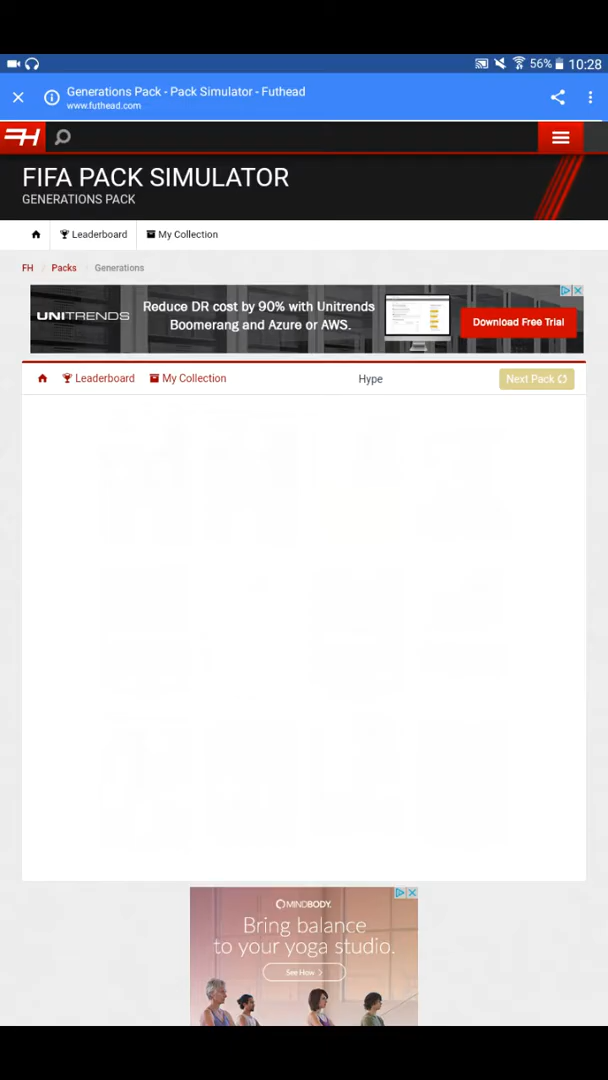 56% 10:28
Generations Pack - Pack Simulator - Futhead
www.futhead.com
FH
FIFA PACK SIMULATOR
GENERATIONS PACK
Leaderboard My Collection
FH / Packs / Generations
UNITRENDS
Reduce DR cost by 90% with Unitrends
Boomerang and Azure or AWS.
Download Free Trial
Leaderboard My Collection Hype Next Pack
MINDBODY.
Bring balance
to your yoga studio.
See How >